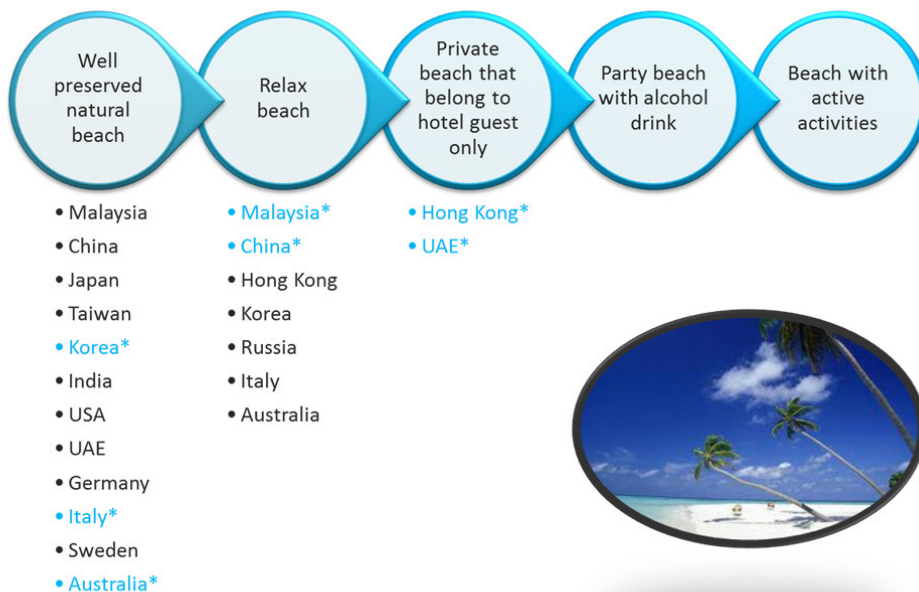 Well
preserved
natural
beach
Relax
beach
Private
beach that
belong to
hotel guest
only
Party beach
with alcohol
drink
Beach with
active
activities
• Malaysia
• China
• Japan
• Taiwan
• Korea*
• India
• USA
• UAE
• Germany
• Italy*
• Sweden
• Australia*
• Malaysia*
• China*
• Hong Kong
• Korea
• Russia
• Italy
• Australia
• Hong Kong*
• UAE*